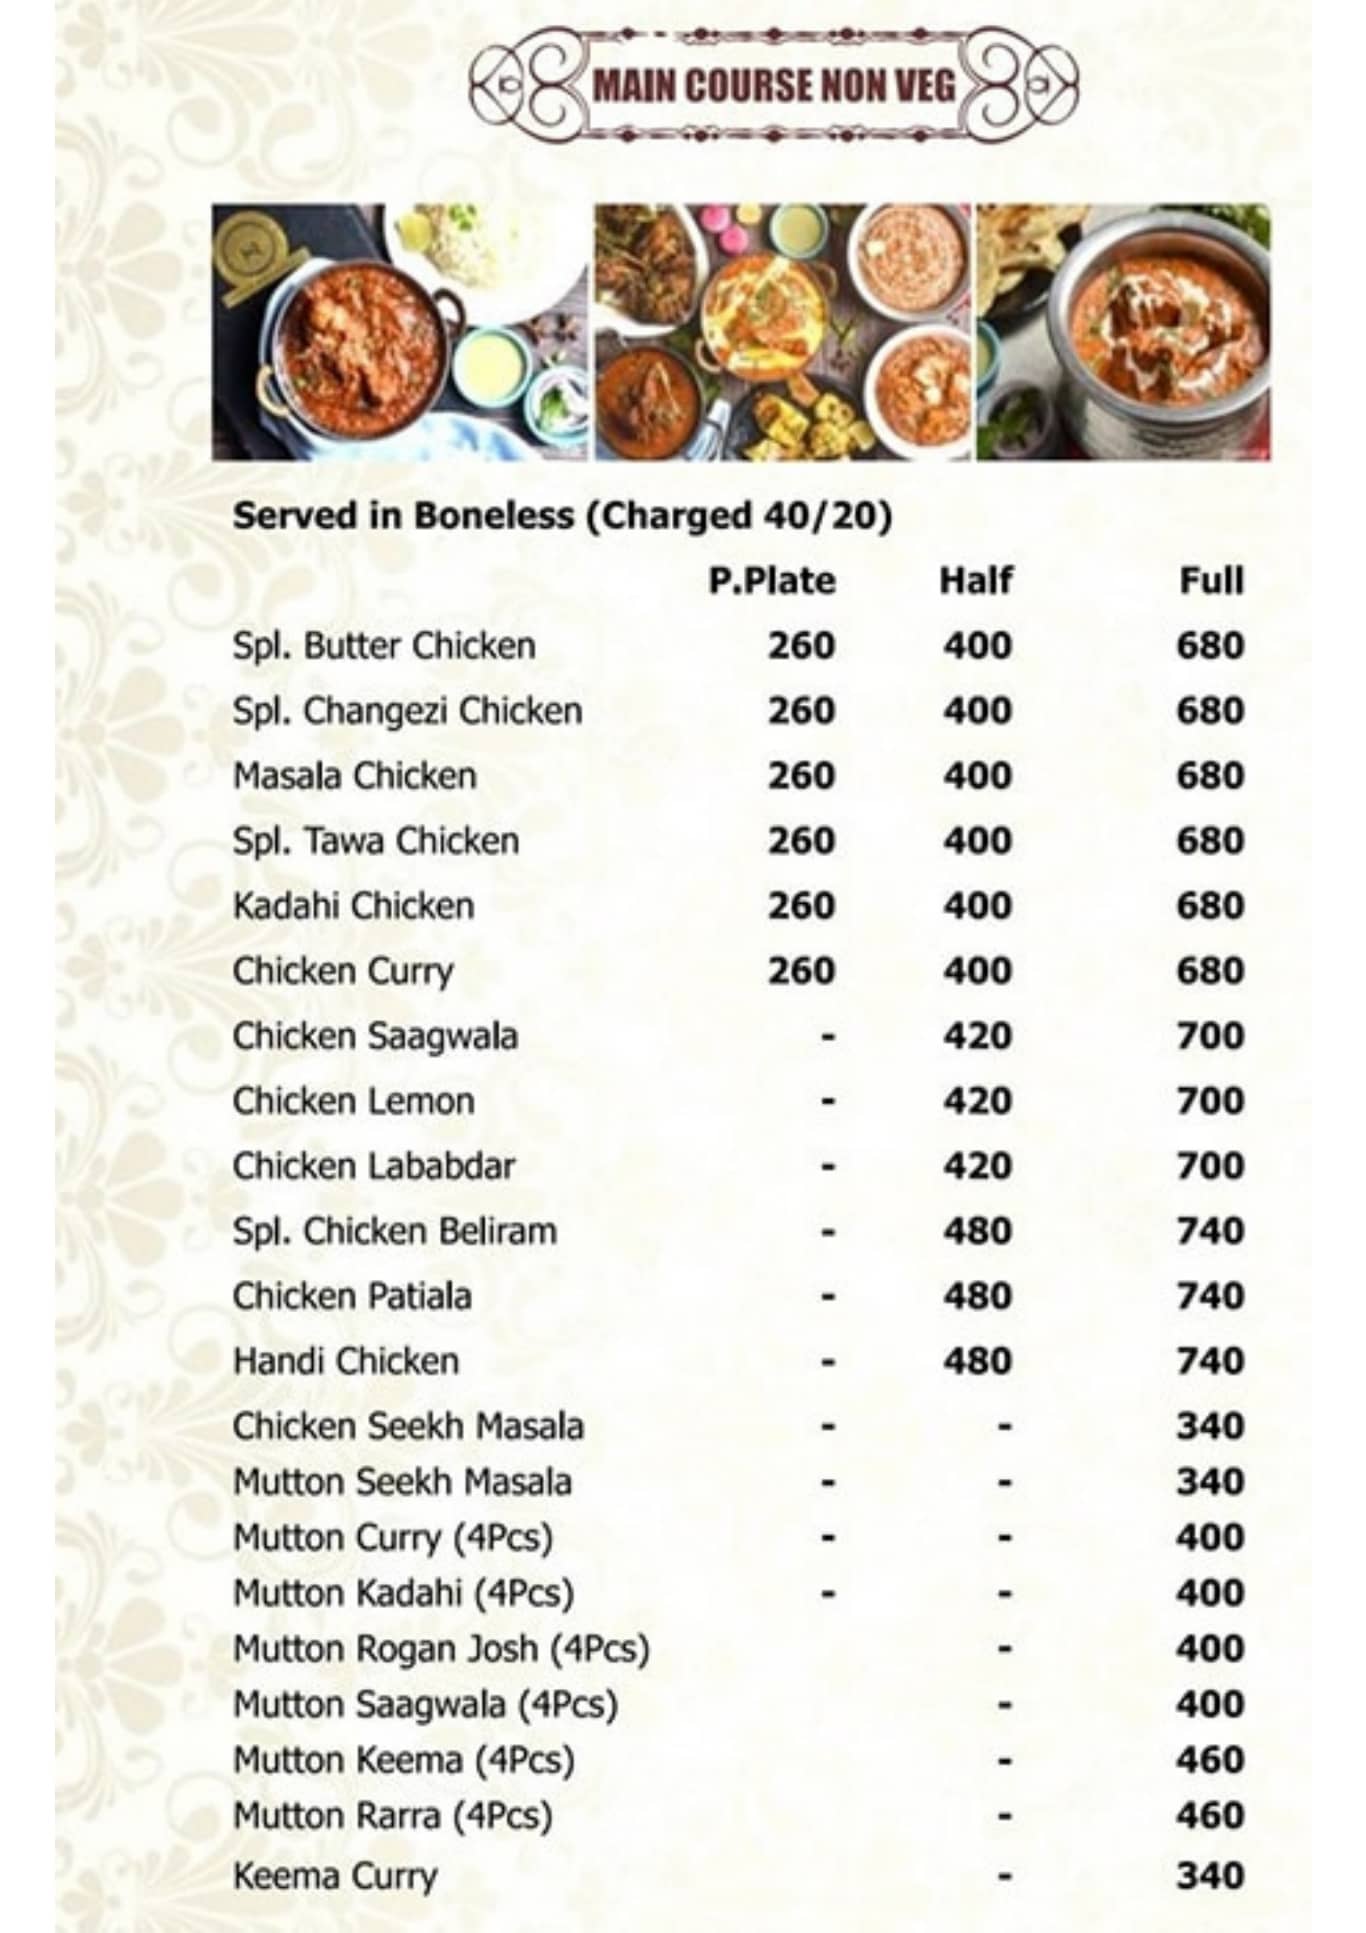 MAIN COURSE NON VEG
Served in Boneless (Charged 40/20)
P.Plate Half Full
Spl. Butter Chicken 260 400 680
Spl. Changezi Chicken 260 400 680
Masala Chicken 260 400 680
Spl. Tawa Chicken 260 400 680
Kadahi Chicken 260 400 680
Chicken Curry 260 400 680
Chicken Saagwala - 420 700
Chicken Lemon - 420 700
Chicken Lababdar - 420 700
Spl. Chicken Beliram - 480 740
Chicken Patiala - 480 740
Handi Chicken - 480 740
Chicken Seekh Masala - - 340
Mutton Seekh Masala - - 340
Mutton Curry (4Pcs) - - 400
Mutton Kadahi (4Pcs) - - 400
Mutton Rogan Josh (4Pcs) - 400
Mutton Saagwala (4Pcs) - 400
Mutton Keema (4Pcs) - 460
Mutton Rarra (4Pcs) - 460
Keema Curry - 340